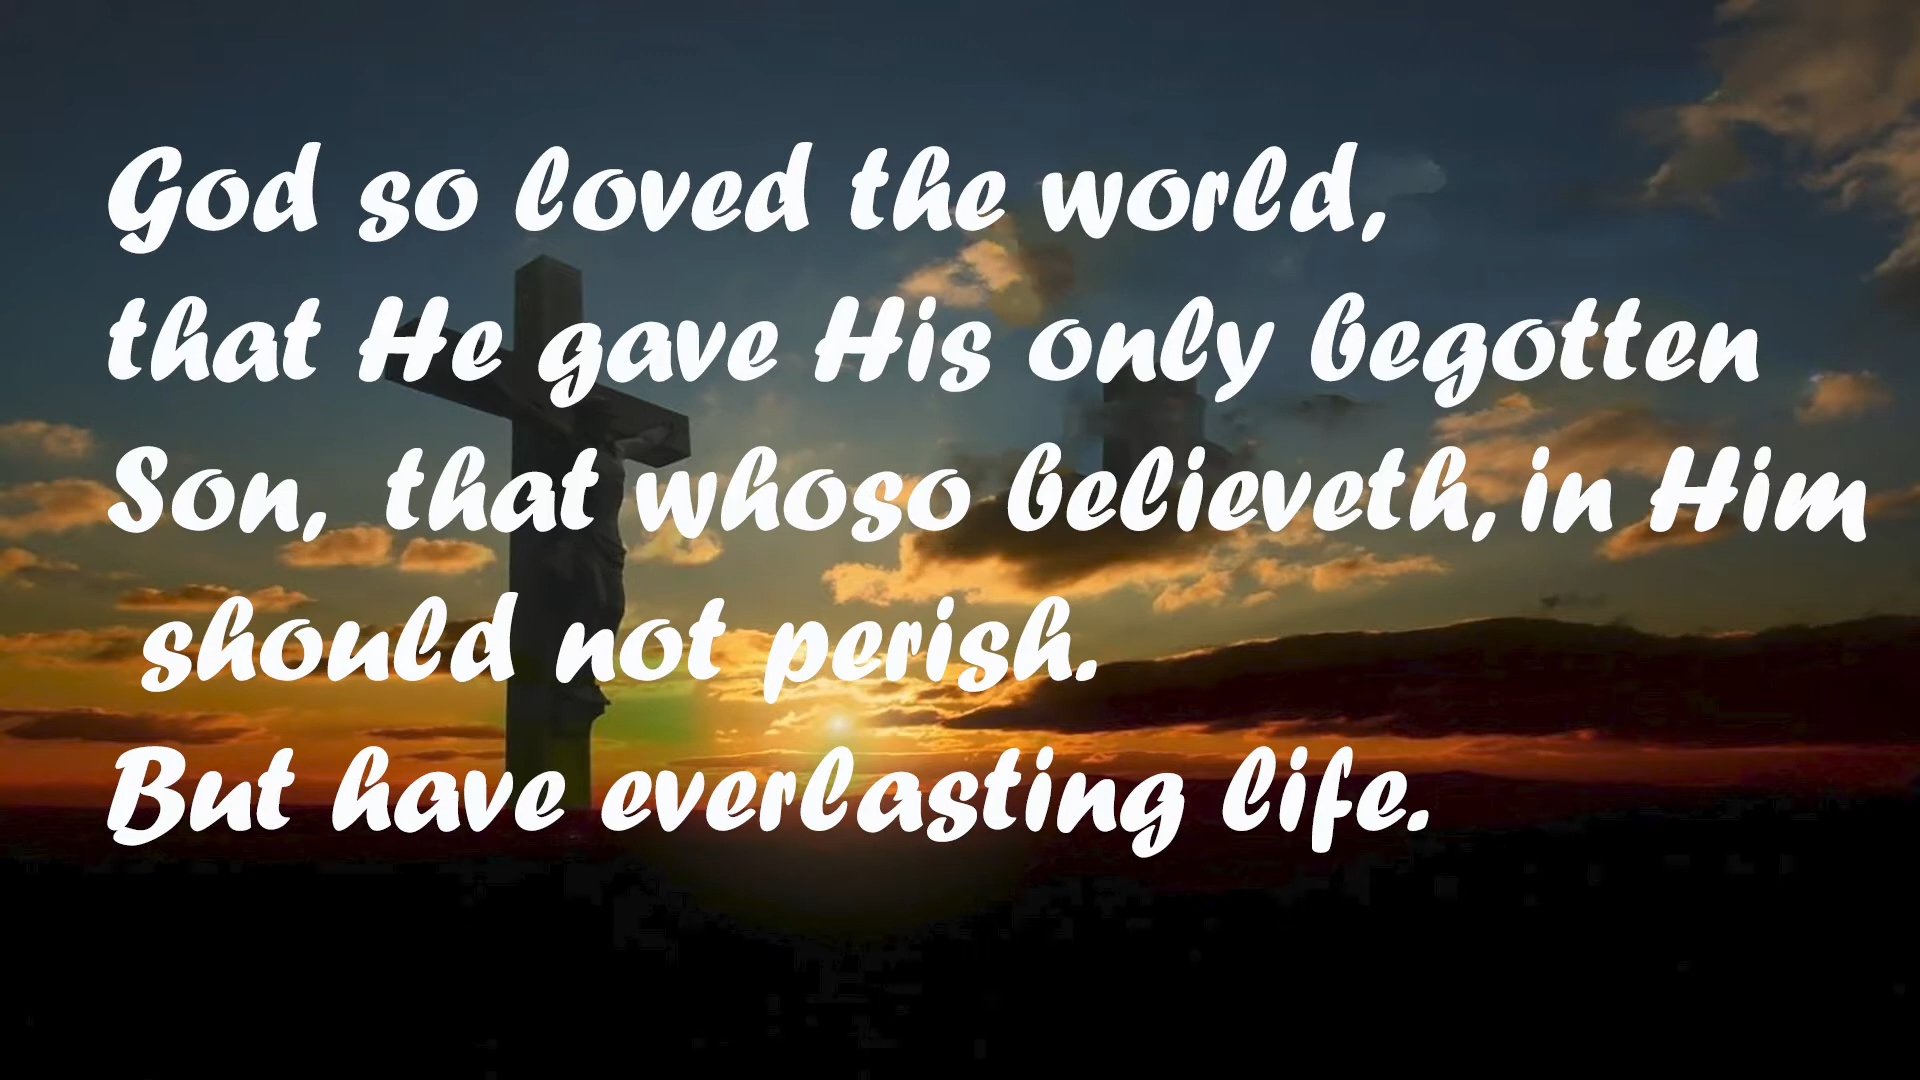 God so loved the world,
that He gave His only begotten
Son, that whoso believeth, in Him
should not perish.
But have everlasting life.